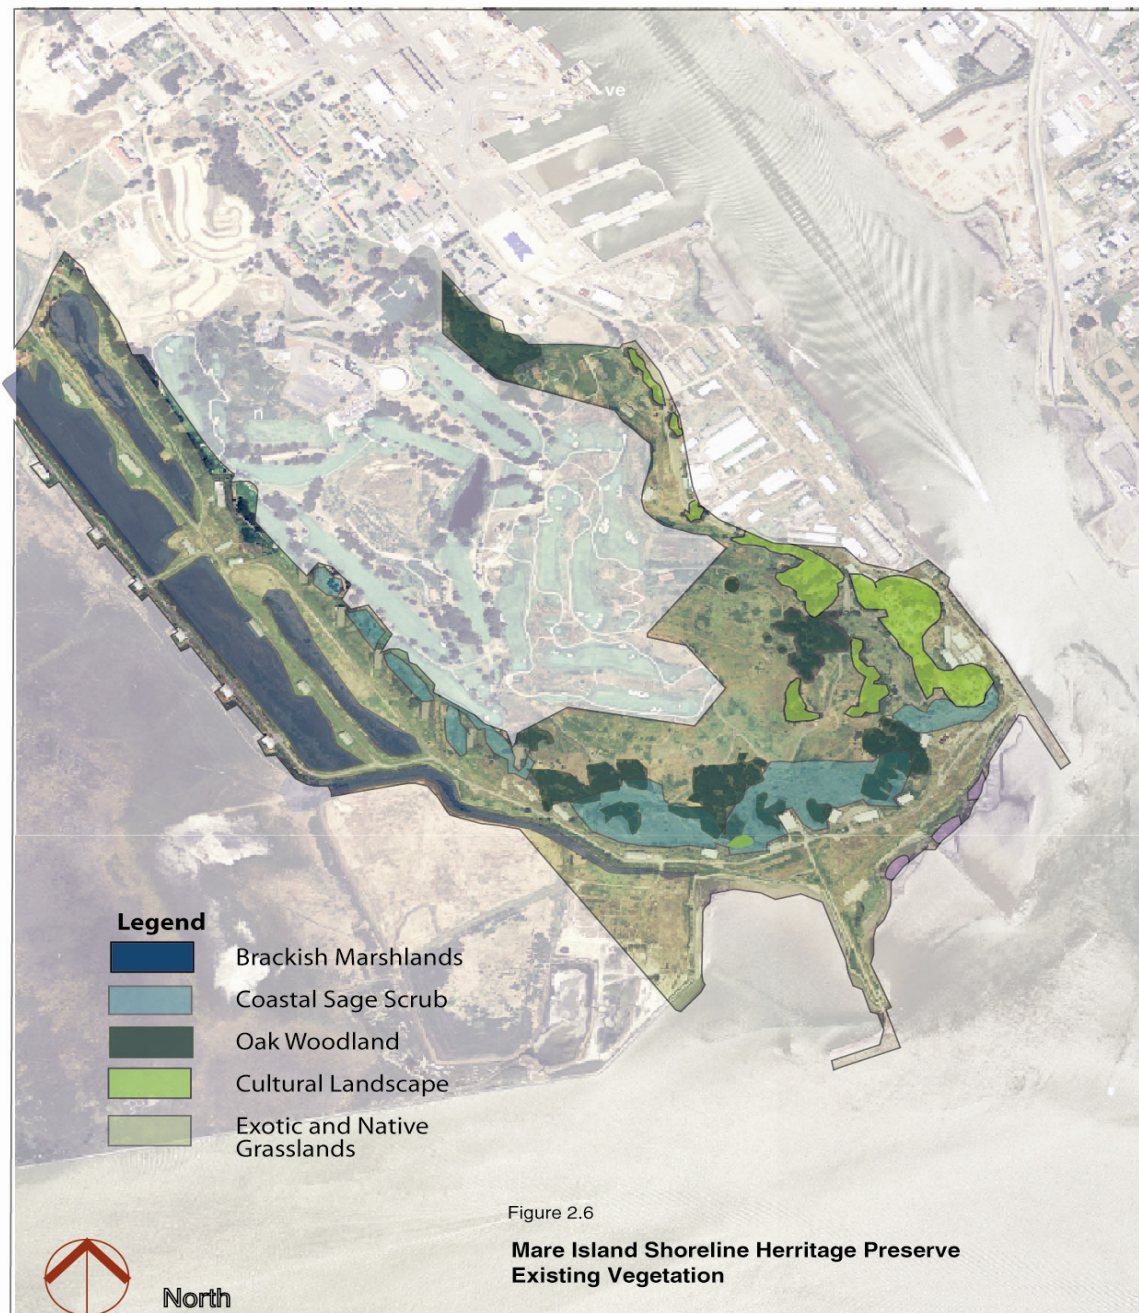 ve
n
Legend
Brackish Marshlands
Coastal Sage Scrub
Oak Woodland
Cultural Landscape
Exotic and Native
Grasslands
Figure 2.6
Mare Island Shoreline Herritage Preserve
Existing Vegetation
North